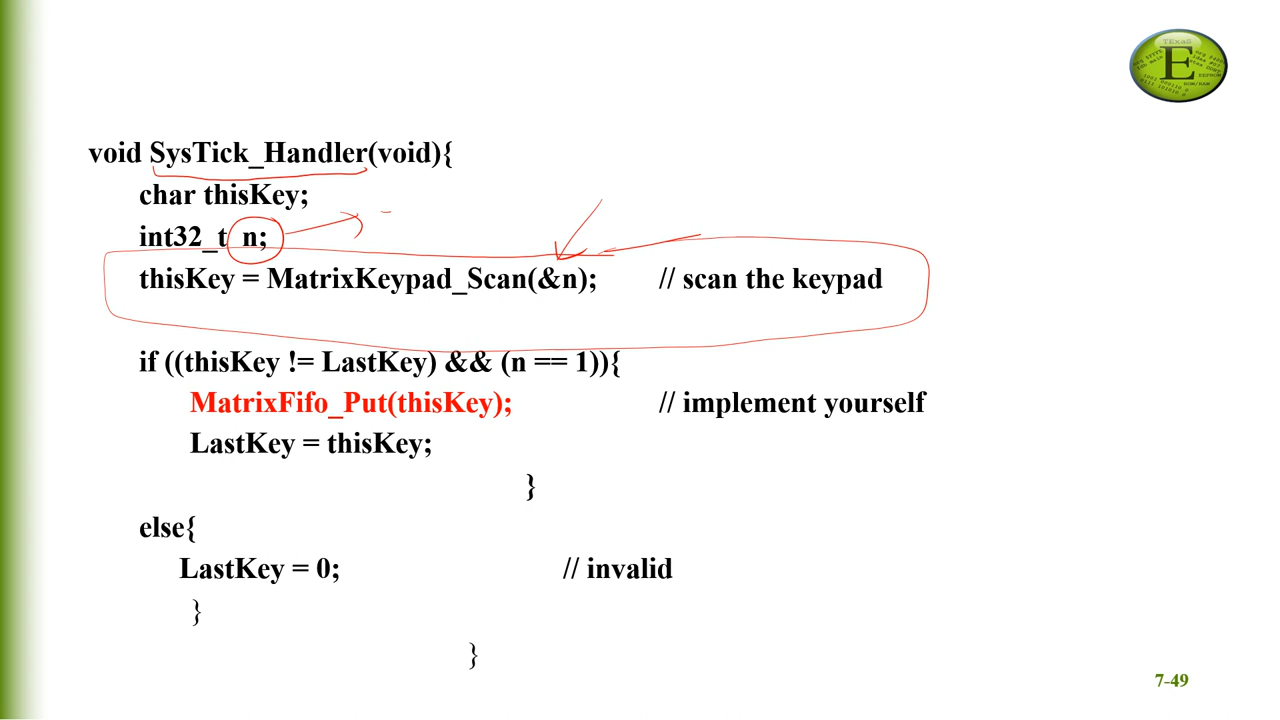 TExaS
E
void SysTick_Handler(void){
char thisKey;
int32_t n;
thisKey = MatrixKeypad_Scan(&n); // scan the keypad
if ((thisKey != LastKey) && (n == 1)){
MatrixFifo_Put(thisKey); // implement yourself
LastKey = thisKey;
}
else{
LastKey = 0; // invalid
}
}
7-49